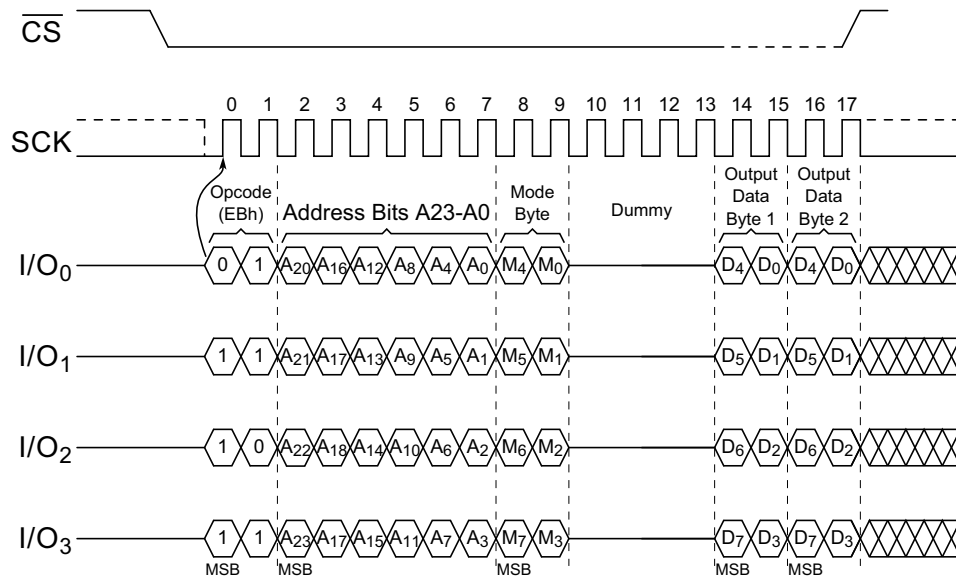 CS
0 1 2 3 4 5 6 7 8 9 10 11 12 13 14 15 16 17
SCK
Opcode
(EBh)
Address Bits A23-A0
Mode
Byte
Dummy
Output
Data
Byte 1
Output
Data
Byte 2
I/O0 0 1 A20 A16 A12 A8 A4 A0 M4 M0 D4 D0 D4 D0
I/O1 1 1 A21 A17 A13 A9 A5 A1 M5 M1 D5 D1 D5 D1
I/O2 1 0 A22 A18 A14 A10 A6 A2 M6 M2 D6 D2 D6 D2
I/O3 1 1 A23 A17 A15 A11 A7 A3 M7 M3 D7 D3 D7 D3
MSB MSB MSB MSB MSB